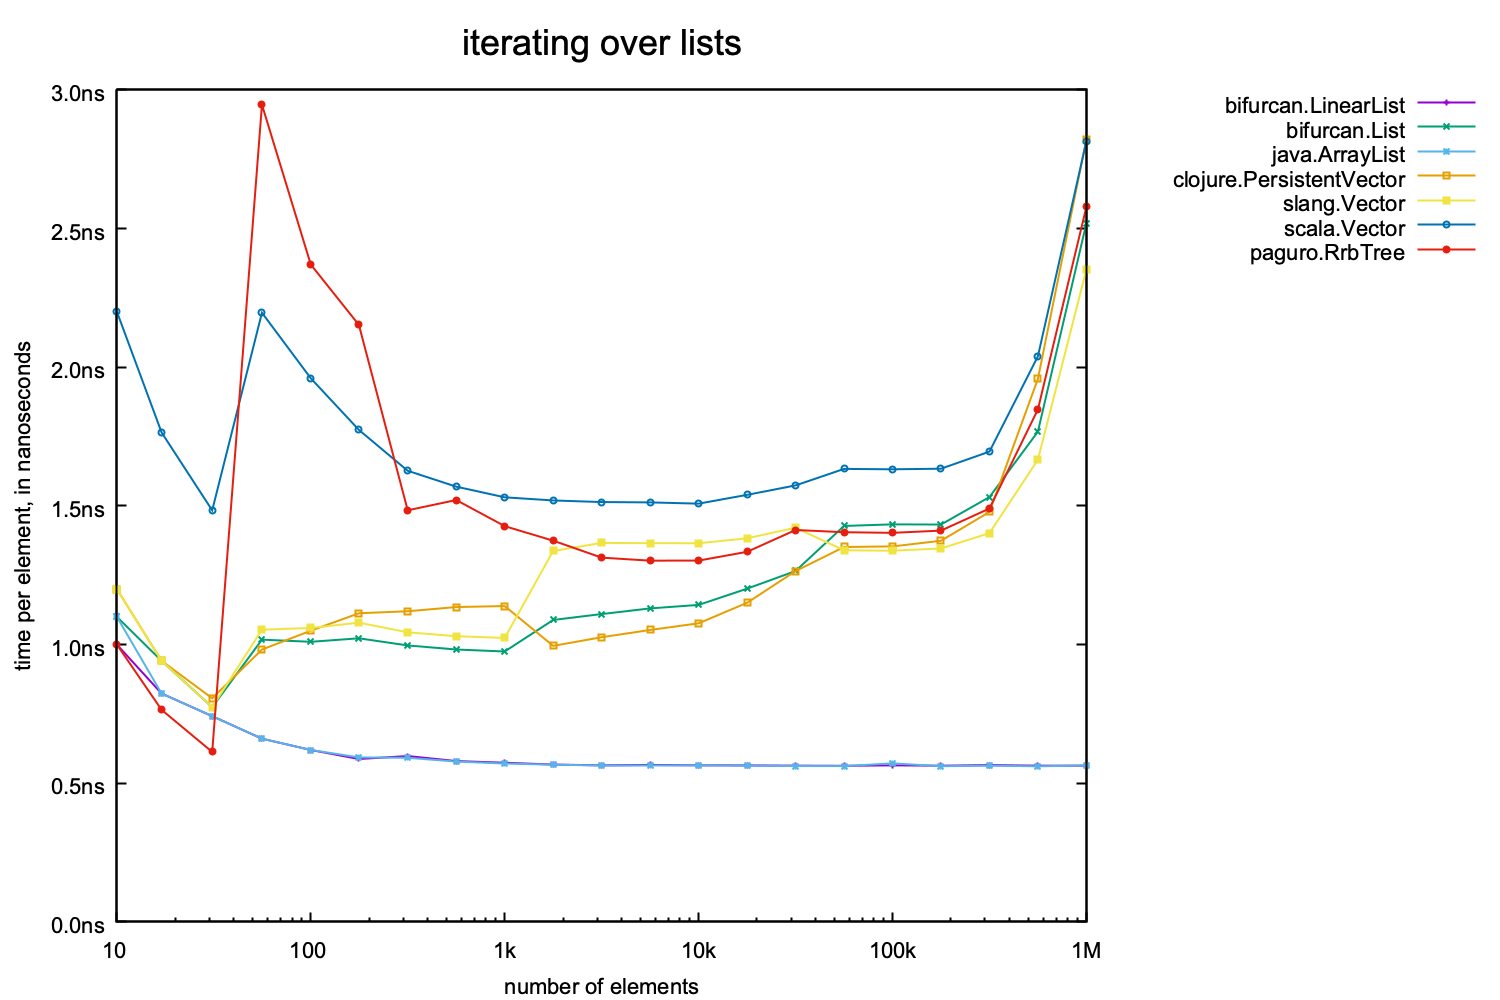 iterating over lists
3.0ns
2.5ns
2.0ns
1.5ns
1.0ns
0.5ns
0.0ns
time per element, in nanoseconds
10
100
1k
10k
100k
1M
number of elements
bifurcan.LinearList
bifurcan.List
java.ArrayList
clojure.PersistentVector
slang.Vector
scala.Vector
paguro.RrbTree